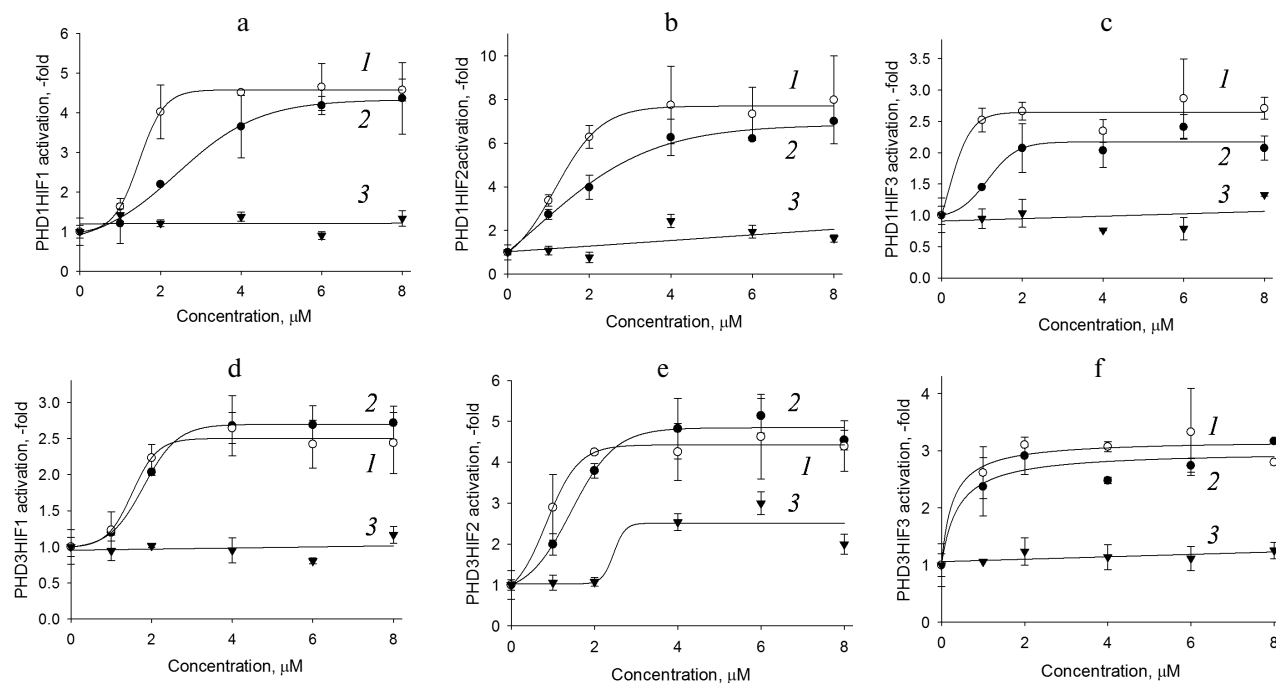 a
6
5
4
3
2
1
0
PHD1HIF1 activation, -fold
1
2
3
0 2 4 6 8
Concentration, μM
b
10
8
6
4
2
0
PHD1HIF2activation, -fold
1
2
3
0 2 4 6 8
Concentration, μM
c
3.5
3.0
2.5
2.0
1.5
1.0
0.5
0.0
PHD1HIF3 activation, -fold
1
2
3
0 2 4 6 8
Concentration, μM
d
3.0
2.5
2.0
1.5
1.0
0.5
0.0
PHD3HIF1 activation, -fold
2
1
3
0 2 4 6 8
Concentration, μM
e
6
5
4
3
2
1
0
PHD3HIF2 activation, -fold
2
1
3
0 2 4 6 8
Concentration, μM
f
4
3
2
1
0
PHD3HIF3 activation, -fold
1
2
3
0 2 4 6 8
Concentration, μM